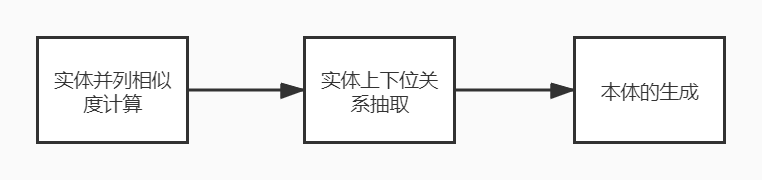 实体并列相似
度计算
实体上下位关
系抽取
本体的生成